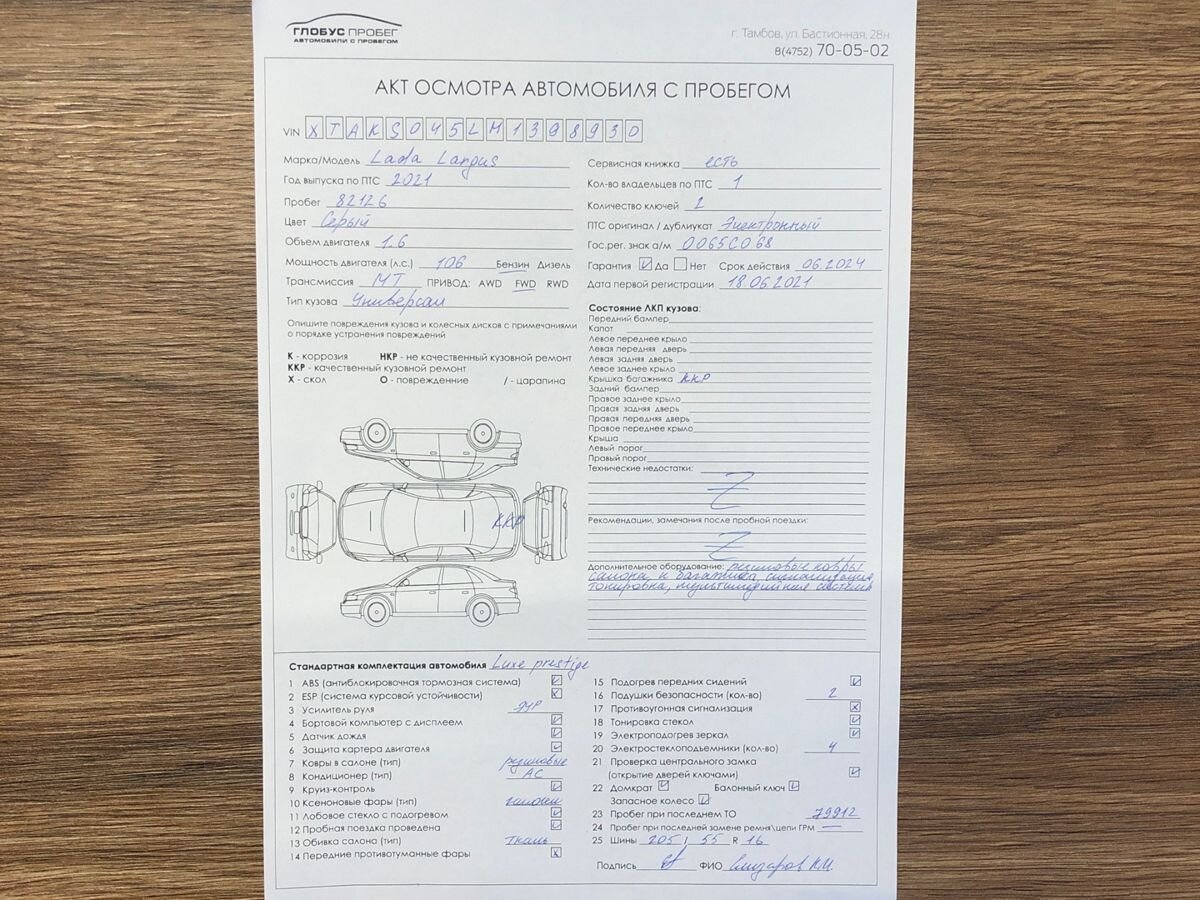 ГЛОБУС ПРОБЕГ
АВТОМОБИЛИ С ПРОБЕГОМ
г. Тамбов, ул. Бастионная, 28н
8(4752) 70-05-02
АКТ ОСМОТРА АВТОМОБИЛЯ С ПРОБЕГОМ
VIN XTAKS045LM1398930
Марка/Модель Lada Largus
Год выпуска по ПТС 2021
Пробег 82126
Цвет Серый
Объем двигателя 1.6
Мощность двигателя (л.с.) 106 Бензин Дизель
Трансмиссия МТ ПРИВОД: AWD FWD RWD
Тип кузова Универсал
Опишите повреждения кузова и колесных дисков с примечаниями
о порядке устранения повреждений
К - коррозия НКР - не качественный кузовной ремонт
ККР - качественный кузовной ремонт
Х - скол О - поврежденние / - царапина
ККР
Сервисная книжка есть
Кол-во владельцев по ПТС 1
Количество ключей 2
ПТС оригинал / дубликат Электронный
Гос.рег. знак а/м О065СО 68
Гарантия Да Нет Срок действия 06.2024
Дата первой регистрации 18.06.2021
Состояние ЛКП кузова:
Передний бампер
Капот
Левое переднее крыло
Левая передняя дверь
Левая задняя дверь
Левое заднее крыло
Крышка багажника ККР
Задний бампер
Правое заднее крыло
Правая задняя дверь
Правая передняя дверь
Правое переднее крыло
Крыша
Левый порог
Правый порог
Технические недостатки:
Z
Рекомендации, замечания после пробной поездки:
Z
Дополнительное оборудование: резиновые ковры
салона и багажника, сигнализация,
тонировка, мультимедийная система
Стандартная комплектация автомобиля Luxe prestige
1 ABS (антиблокировочная тормозная система)
2 ESP (система курсовой устойчивости)
3 Усилитель руля ЭУР
4 Бортовой компьютер с дисплеем
5 Датчик дождя
6 Защита картера двигателя
7 Ковры в салоне (тип) резиновые
8 Кондиционер (тип) АС
9 Круиз-контроль
10 Ксеноновые фары (тип) галоген
11 Лобовое стекло с подогревом
12 Пробная поездка проведена
13 Обивка салона (тип) ткань
14 Передние противотуманные фары
15 Подогрев передних сидений
16 Подушки безопасности (кол-во) 2
17 Противоугонная сигнализация
18 Тонировка стекол
19 Электроподогрев зеркал
20 Электростеклоподъемники (кол-во) 4
21 Проверка центрального замка
(открытие дверей ключами)
22 Домкрат Балонный ключ
Запасное колесо
23 Пробег при последнем ТО 79912
24 Пробег при последней замене ремня\цепи ГРМ —
25 Шины 205 / 55 R 16
Подпись ФИО